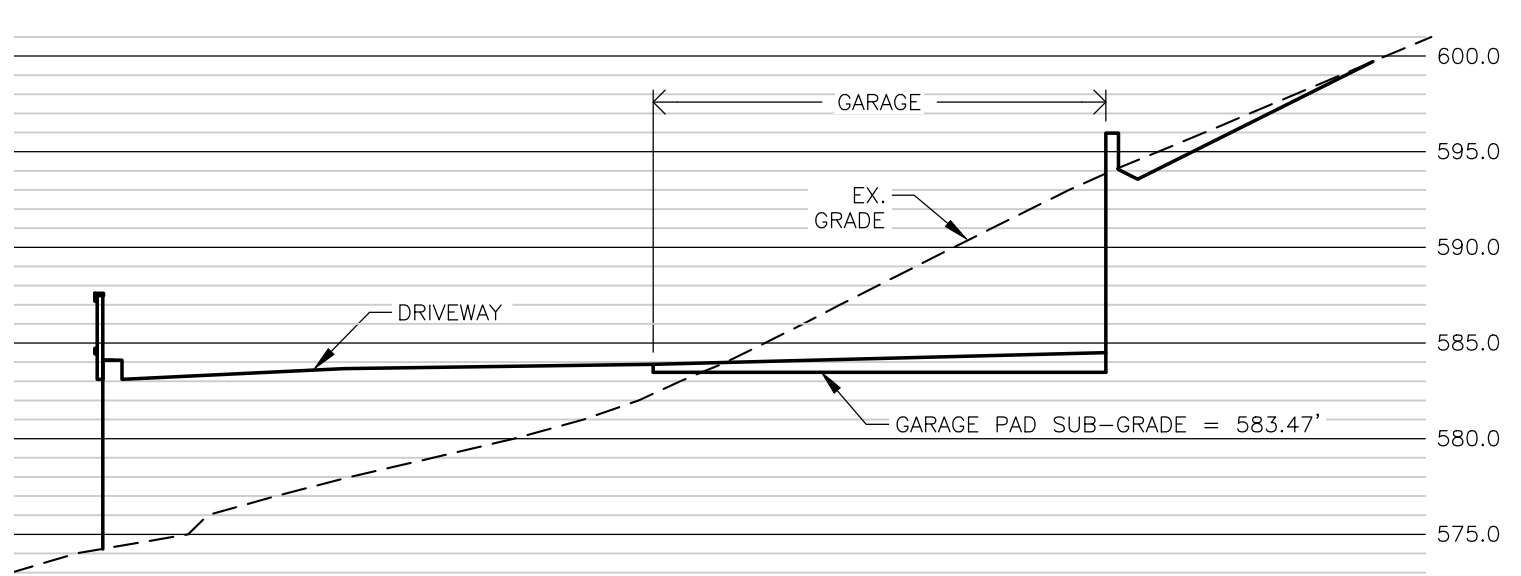 600.0
GARAGE
595.0
EX.
GRADE
590.0
DRIVEWAY
585.0
GARAGE PAD SUB-GRADE = 583.47'
580.0
575.0